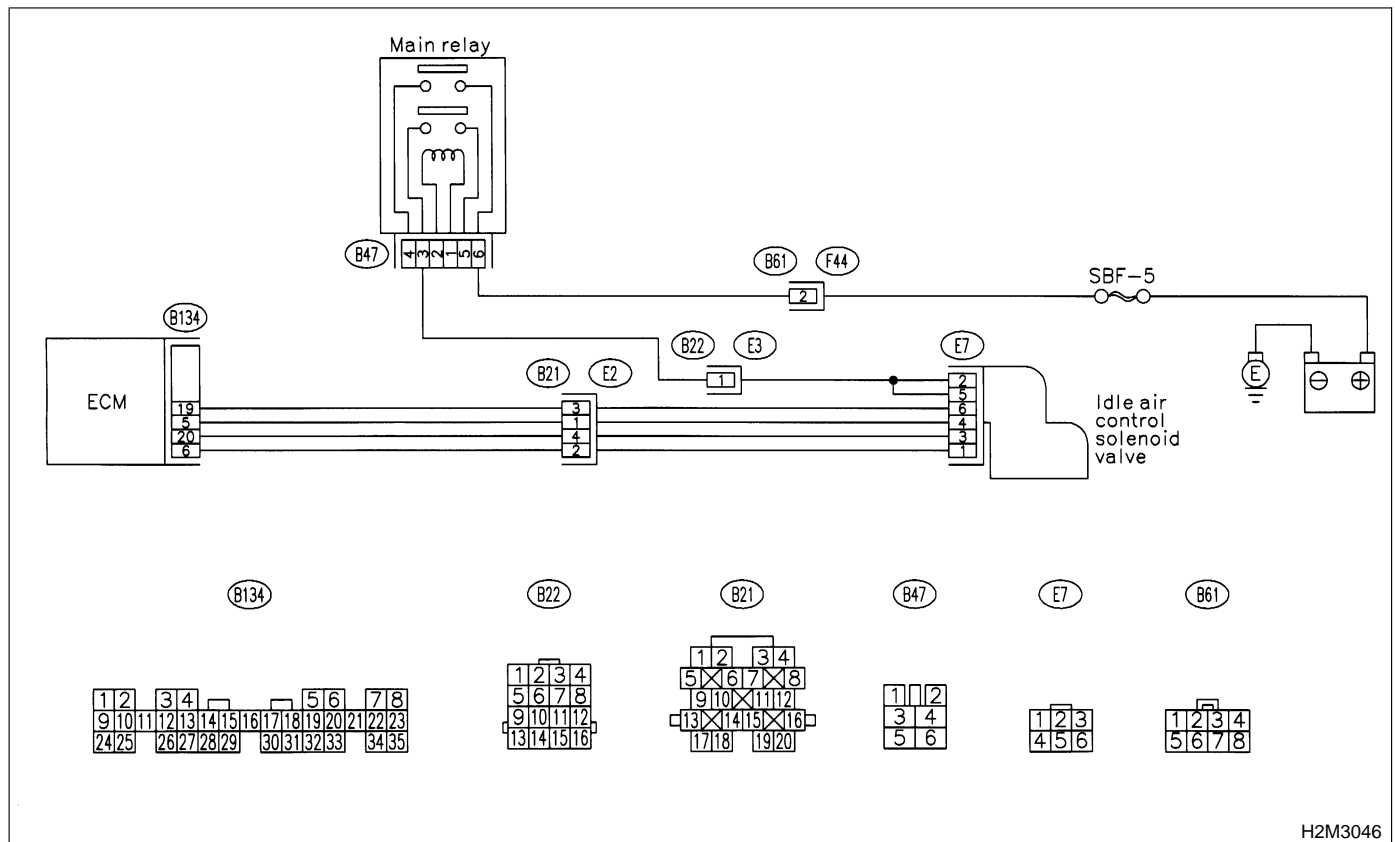 Main relay
B47
4 3 2 1 5 6
B61 F44
2
SBF-5
B134
B22 E3
1
E7
B21 E2
ECM
19 3 2
5 1 5
20 4 6
6 2 4
3
1
E
Idle air
control
solenoid
valve
B134 B22 B21 B47 E7 B61
1 2 3 4 5 6 7 8
9 10 11 12 13 14 15 16 17 18 19 20 21 22 23
24 25 26 27 28 29 30 31 32 33 34 35
1 2 3 4
5 6 7 8
9 10 11 12
13 14 15 16
1 2 3 4
5 6 7 8
9 10 11 12
13 14 15 16
17 18 19 20
1 2
3 4
5 6
1 2 3
4 5 6
1 2 3 4
5 6 7 8
H2M3046